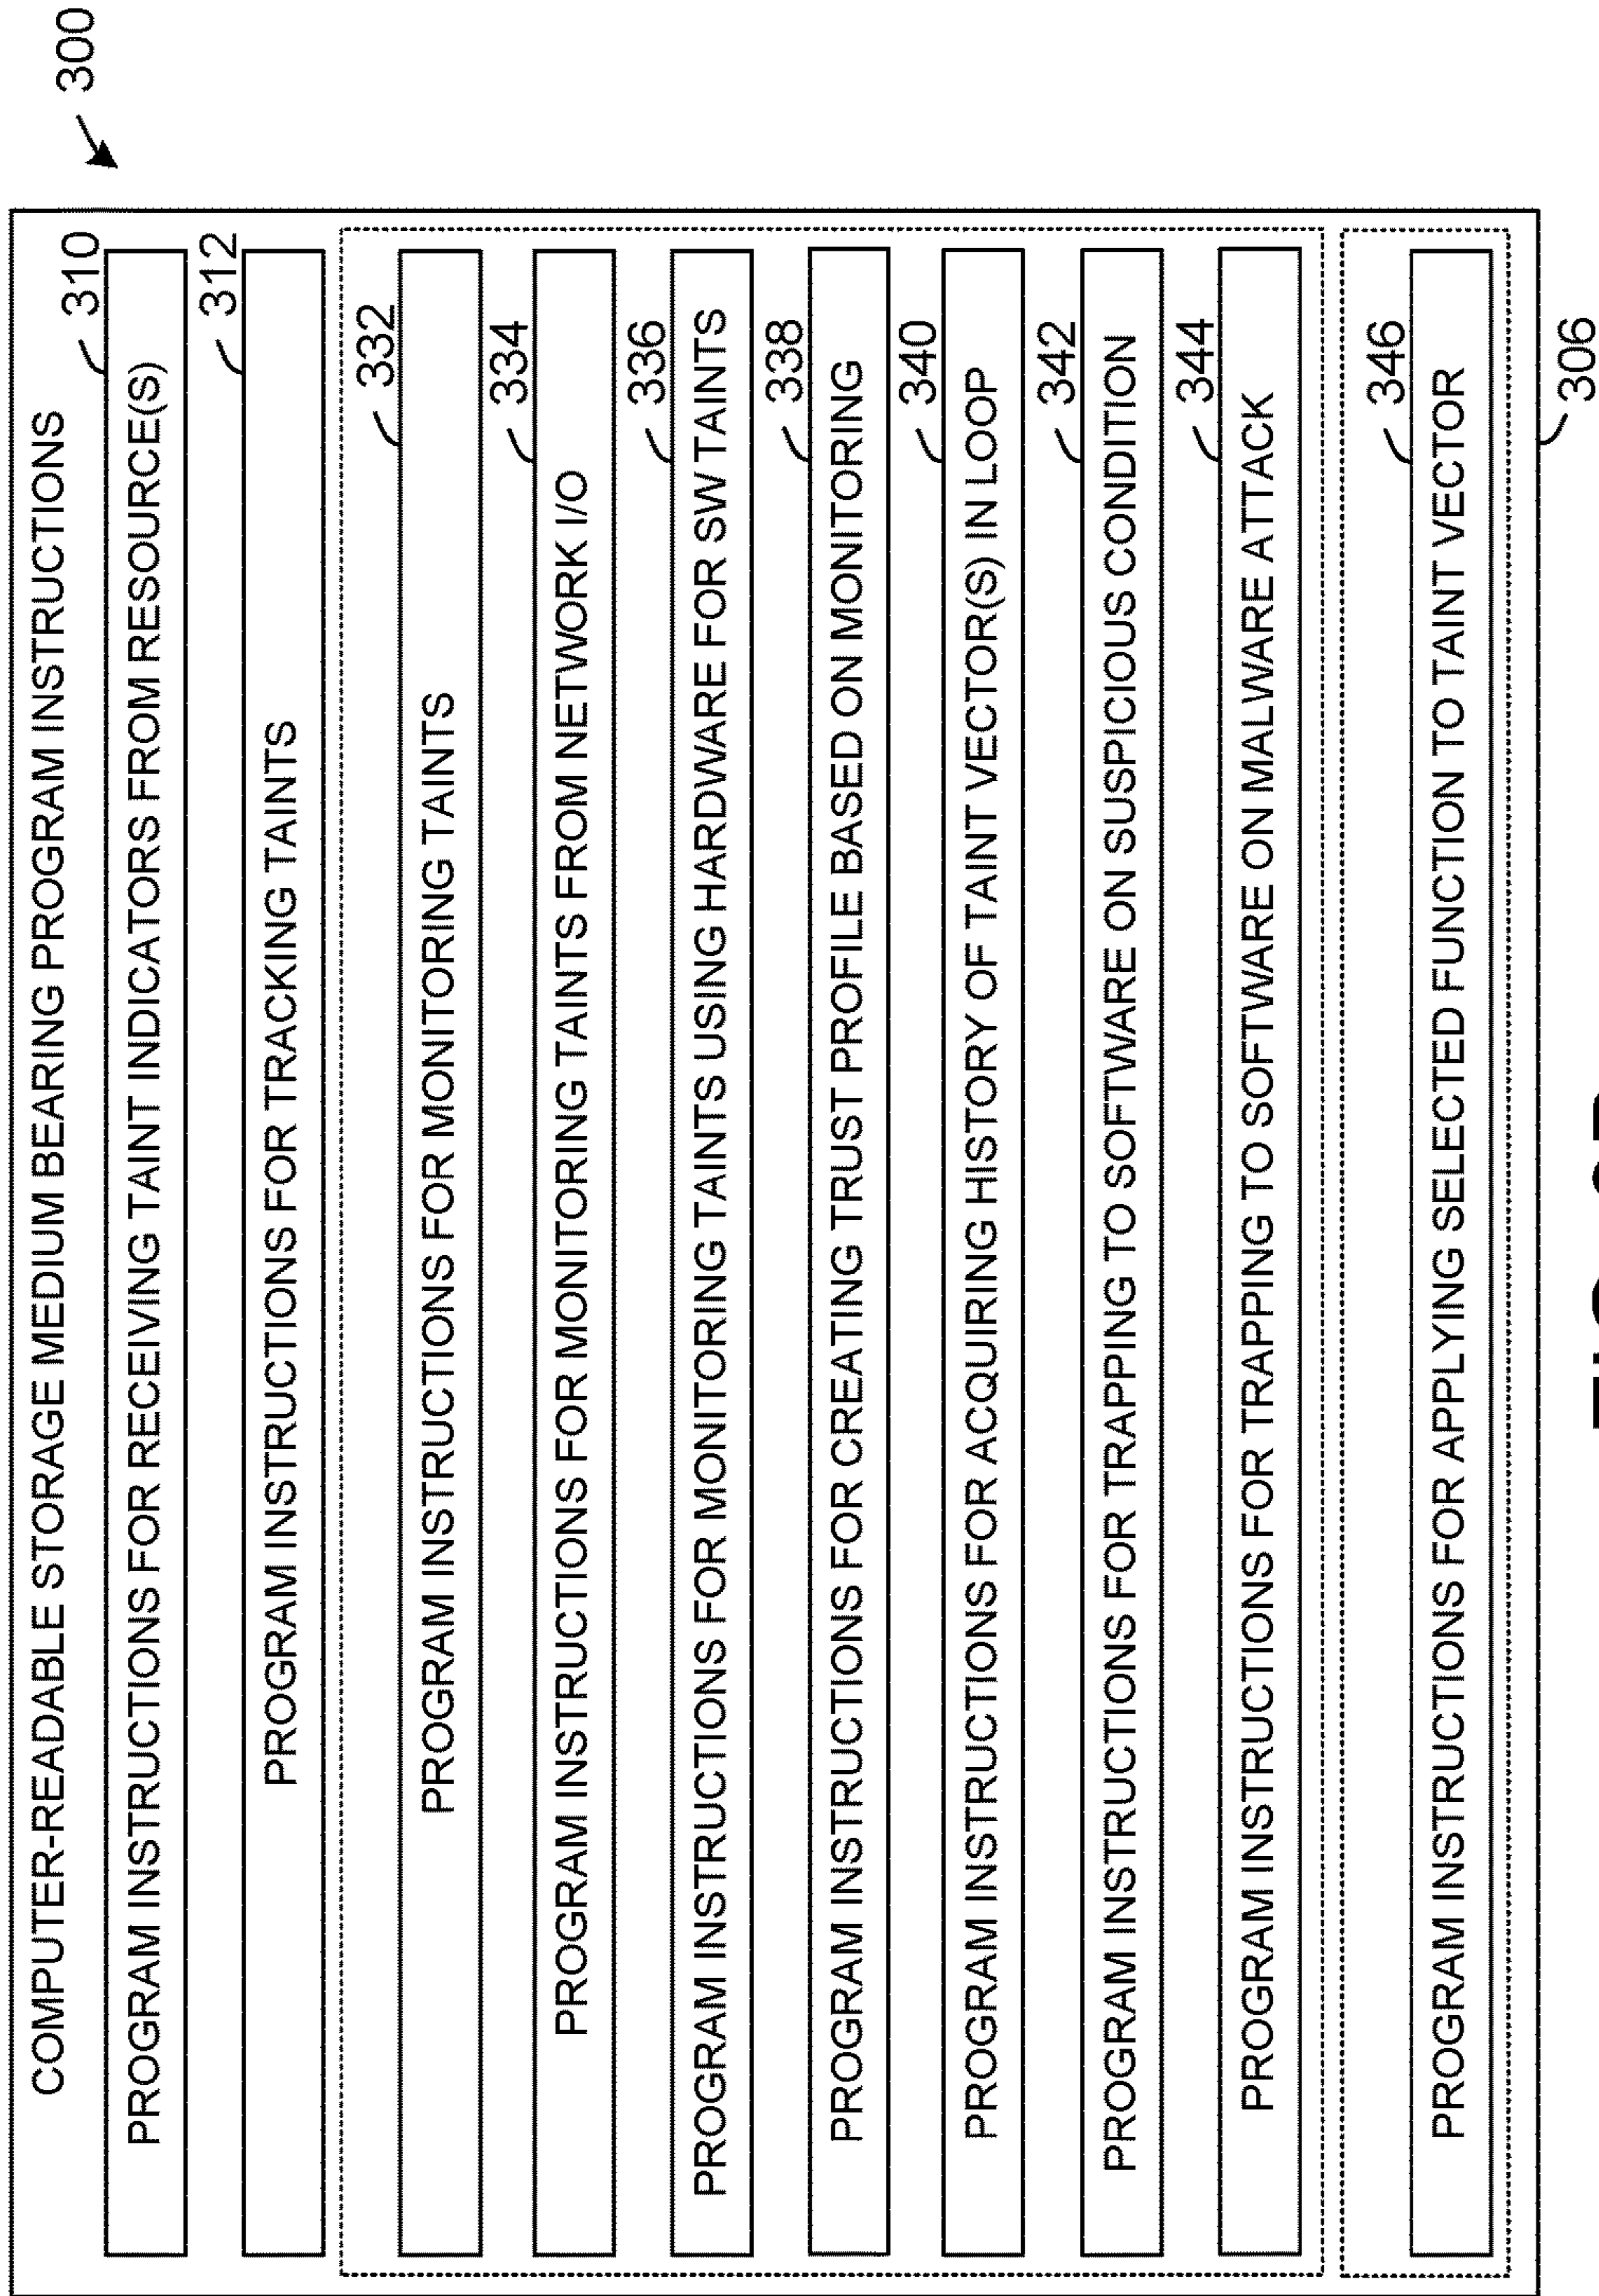 300
COMPUTER-READABLE STORAGE MEDIUM BEARING PROGRAM INSTRUCTIONS
310
PROGRAM INSTRUCTIONS FOR RECEIVING TAINT INDICATORS FROM RESOURCE(S)
312
PROGRAM INSTRUCTIONS FOR TRACKING TAINTS
332
PROGRAM INSTRUCTIONS FOR MONITORING TAINTS
334
PROGRAM INSTRUCTIONS FOR MONITORING TAINTS FROM NETWORK I/O
336
PROGRAM INSTRUCTIONS FOR MONITORING TAINTS USING HARDWARE FOR SW TAINTS
338
PROGRAM INSTRUCTIONS FOR CREATING TRUST PROFILE BASED ON MONITORING
340
PROGRAM INSTRUCTIONS FOR ACQUIRING HISTORY OF TAINT VECTOR(S) IN LOOP
342
PROGRAM INSTRUCTIONS FOR TRAPPING TO SOFTWARE ON SUSPICIOUS CONDITION
344
PROGRAM INSTRUCTIONS FOR TRAPPING TO SOFTWARE ON MALWARE ATTACK
346
PROGRAM INSTRUCTIONS FOR APPLYING SELECTED FUNCTION TO TAINT VECTOR
306